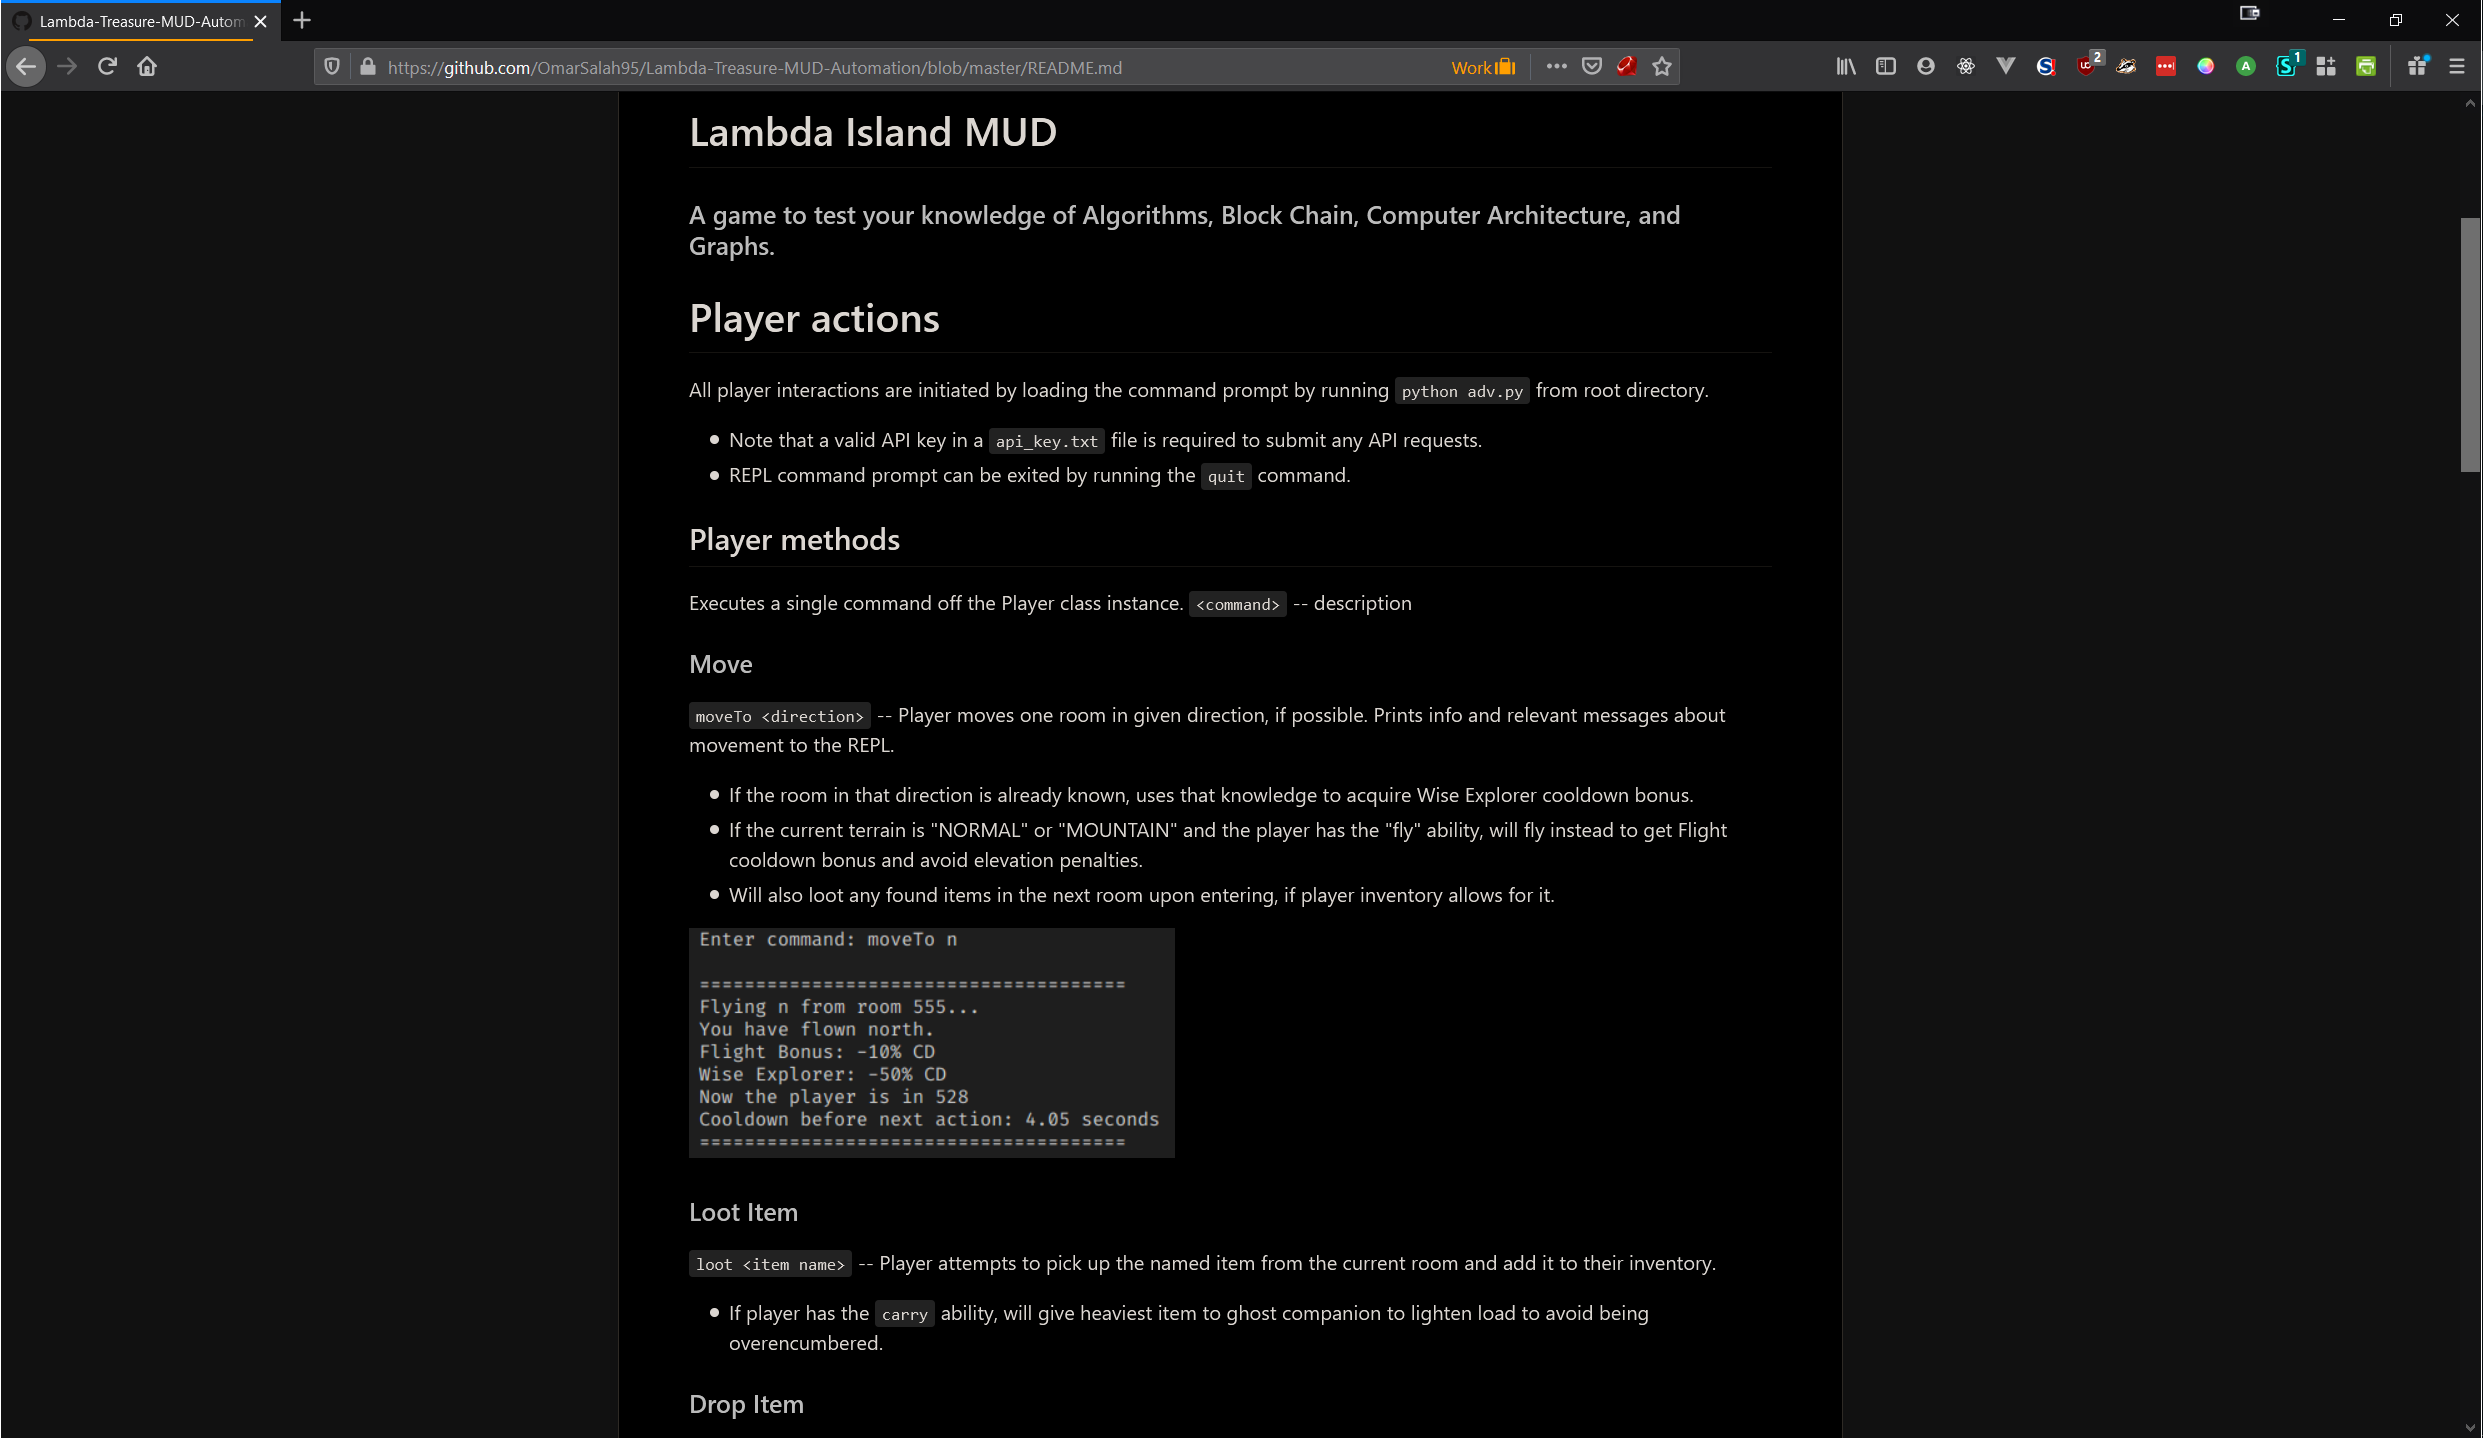 Lambda-Treasure-MUD-Autom
https://github.com/OmarSalah95/Lambda-Treasure-MUD-Automation/blob/master/README.md
Work
2
1
Lambda Island MUD
A game to test your knowledge of Algorithms, Block Chain, Computer Architecture, and
Graphs.
Player actions
All player interactions are initiated by loading the command prompt by running python adv.py from root directory.
• Note that a valid API key in a api_key.txt file is required to submit any API requests.
• REPL command prompt can be exited by running the quit command.
Player methods
Executes a single command off the Player class instance. <command> -- description
Move
moveTo <direction> -- Player moves one room in given direction, if possible. Prints info and relevant messages about
movement to the REPL.
• If the room in that direction is already known, uses that knowledge to acquire Wise Explorer cooldown bonus.
• If the current terrain is "NORMAL" or "MOUNTAIN" and the player has the "fly" ability, will fly instead to get Flight
cooldown bonus and avoid elevation penalties.
• Will also loot any found items in the next room upon entering, if player inventory allows for it.
Enter command: moveTo n
======================================
Flying n from room 555...
You have flown north.
Flight Bonus: -10% CD
Wise Explorer: -50% CD
Now the player is in 528
Cooldown before next action: 4.05 seconds
======================================
Loot Item
loot <item name> -- Player attempts to pick up the named item from the current room and add it to their inventory.
• If player has the carry ability, will give heaviest item to ghost companion to lighten load to avoid being
overencumbered.
Drop Item